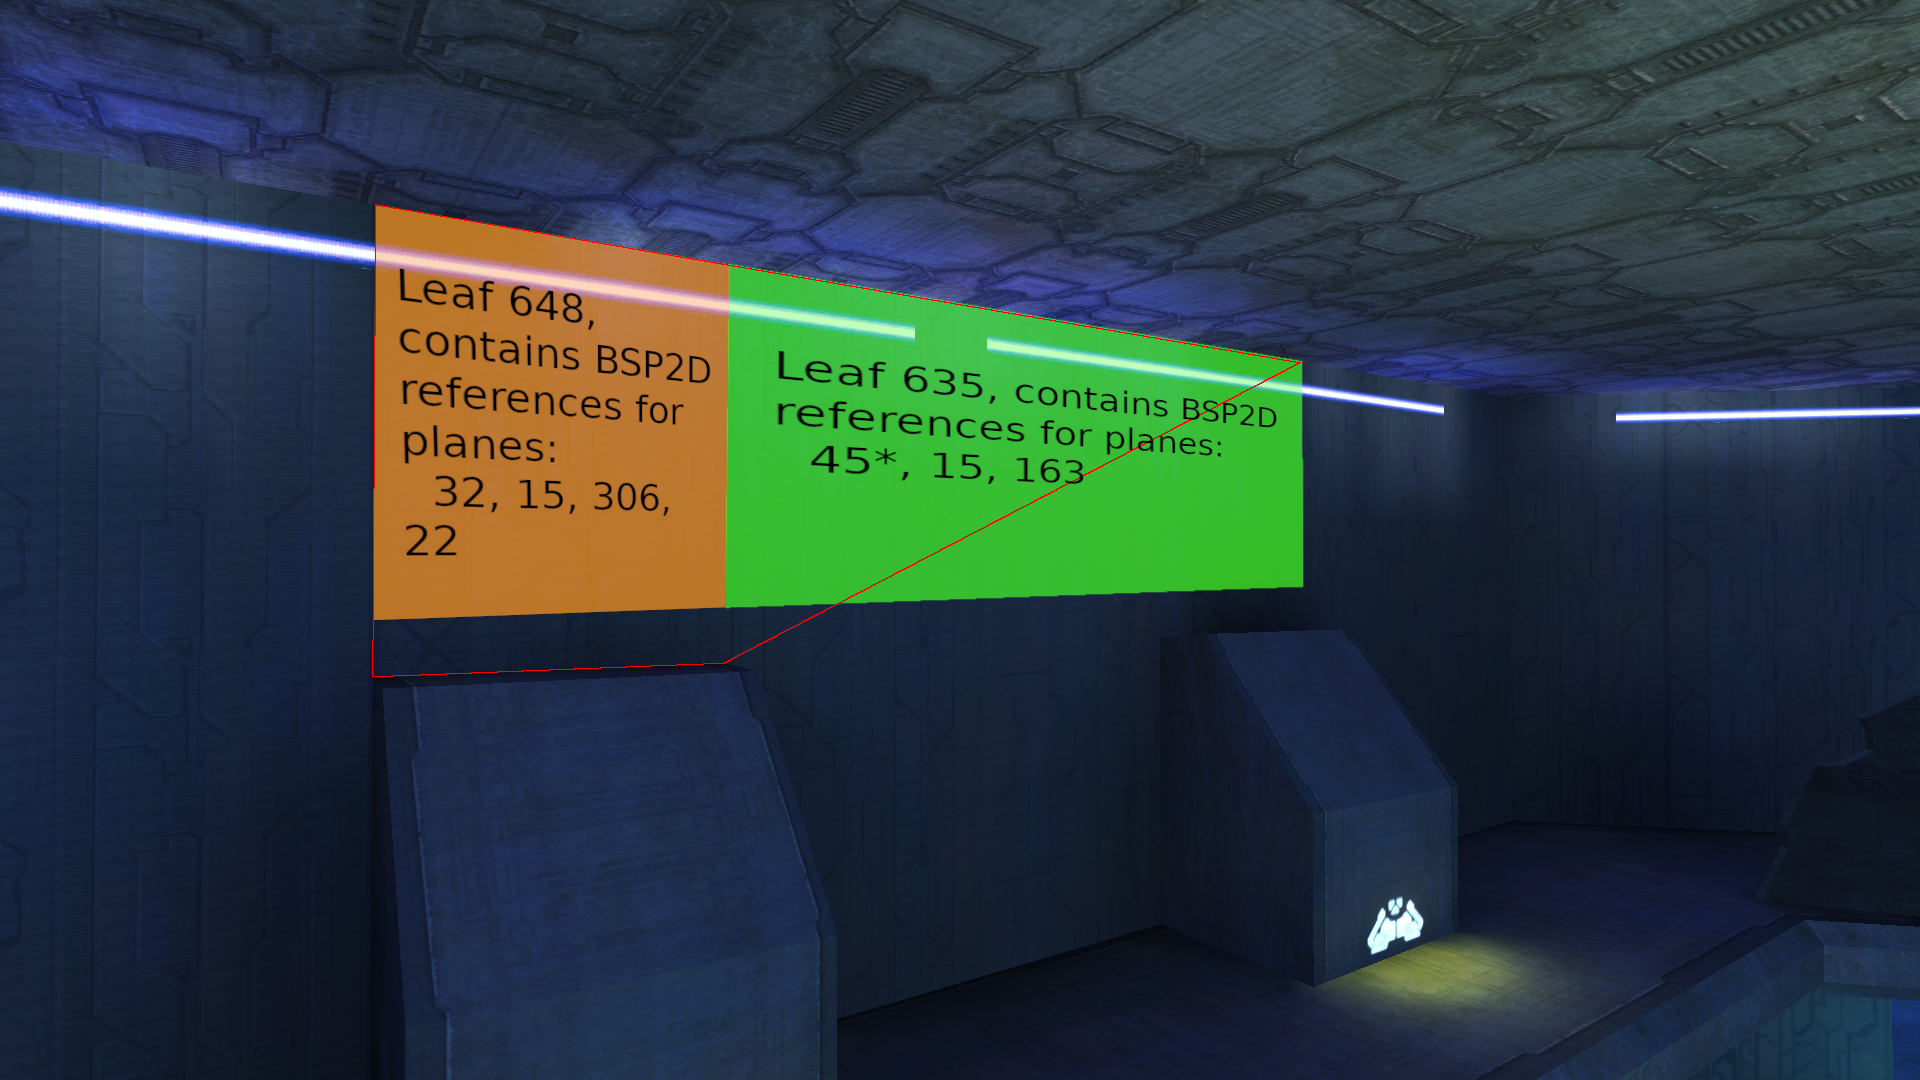 Leaf 648,
contains BSP2D
references for
planes:
32, 15, 306,
22
Leaf 635, contains BSP2D
references for planes:
45*, 15, 163